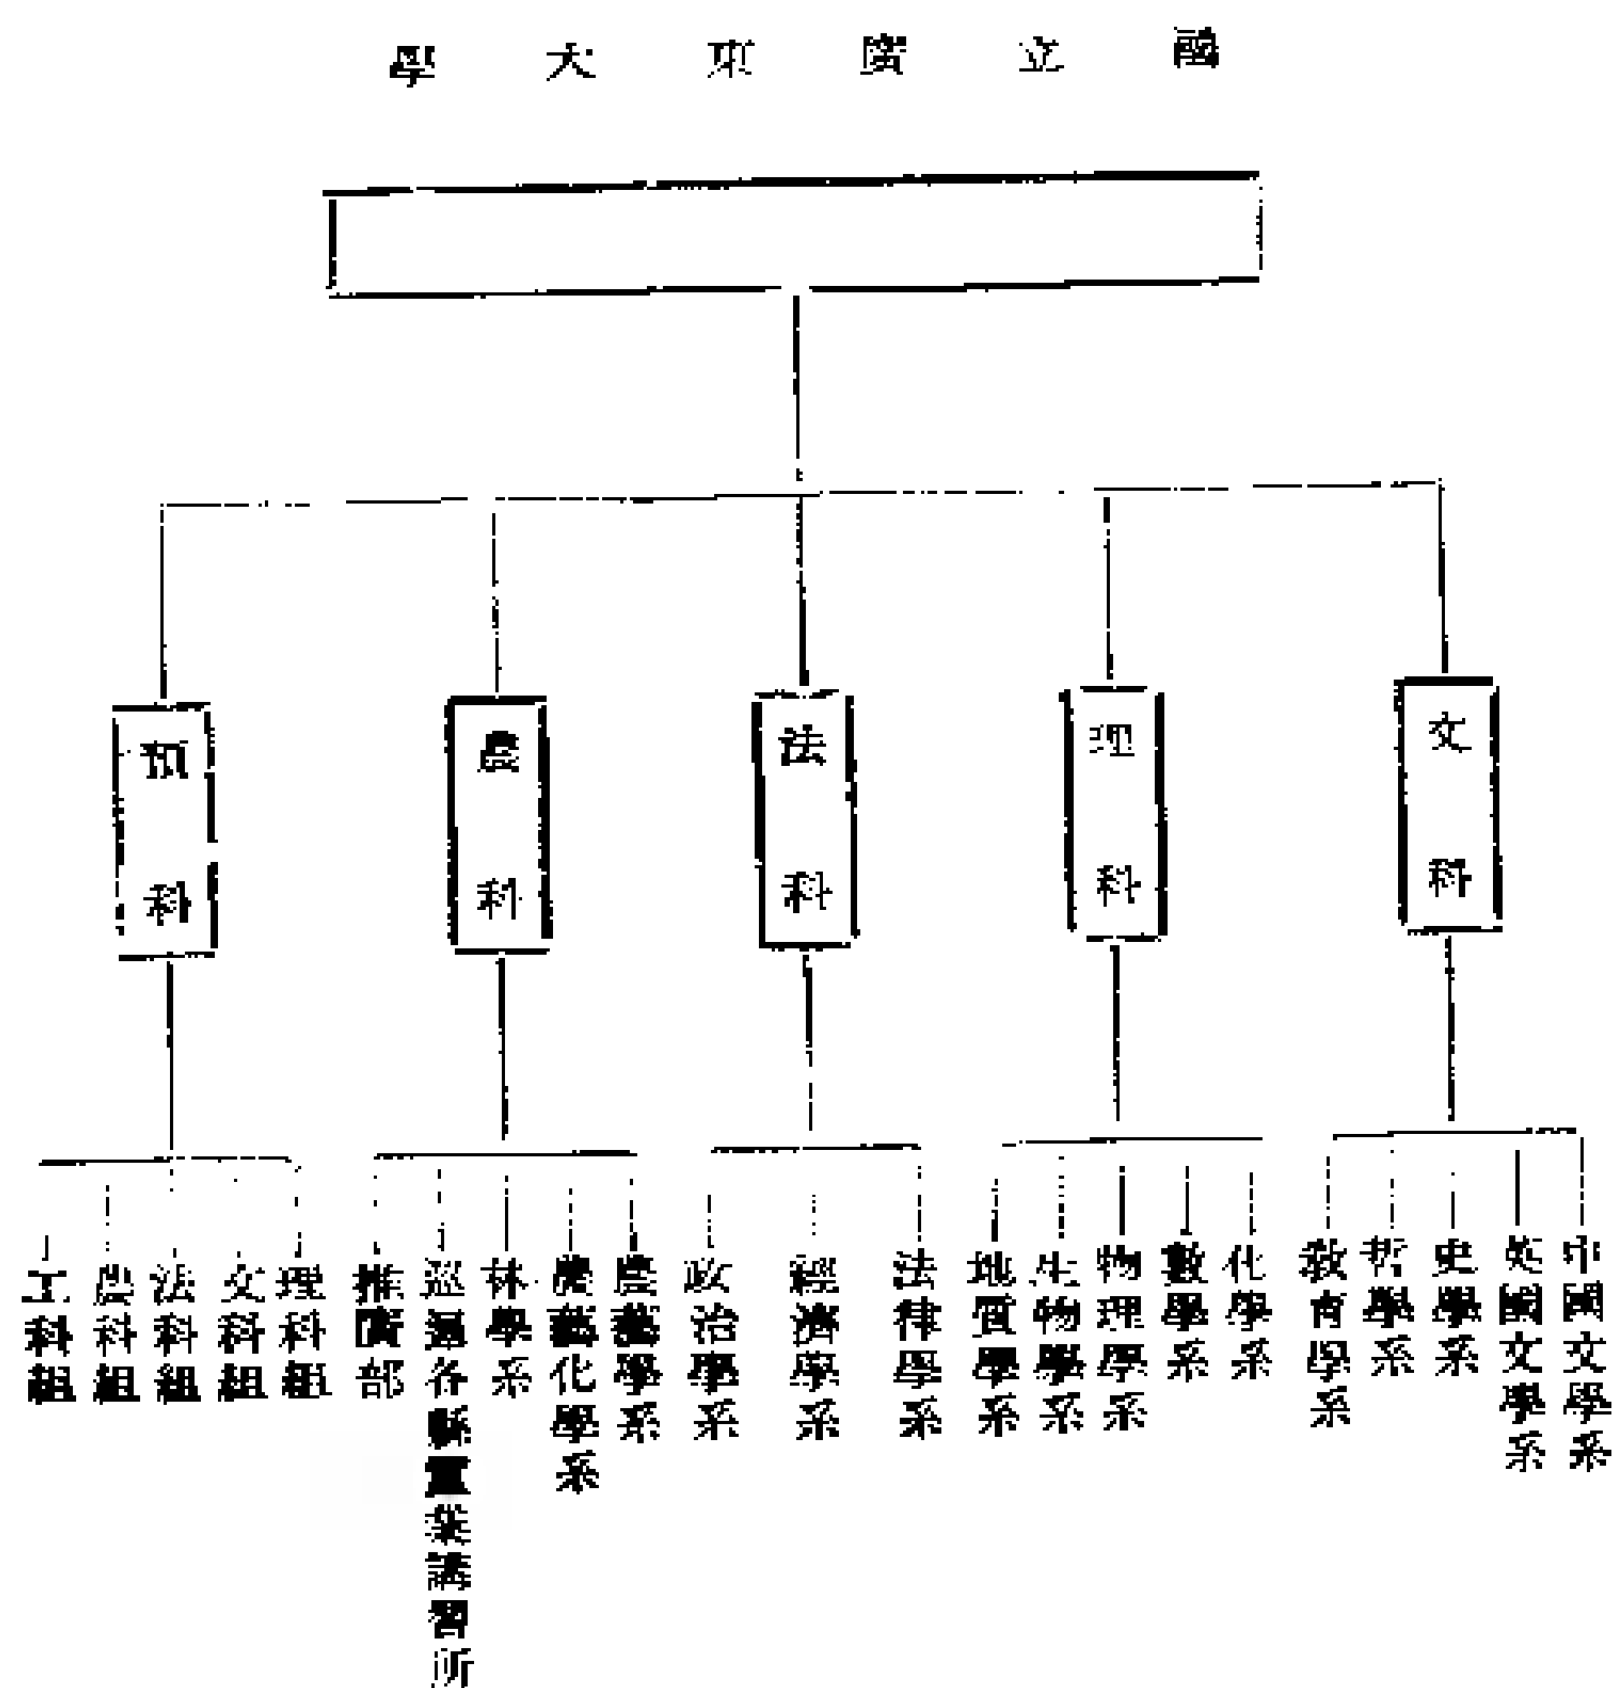 國立廣東大學
文科
理科
法科
農科
預科
中國文學系
英國文學系
史學系
哲學系
教育學系
化學系
數學系
物理學系
生物學系
地質學系
法律學系
經濟學系
政治學系
農藝學系
農藝化學系
林學系
巡迴各縣農業講習所
推廣部
理科組
文科組
法科組
農科組
工科組